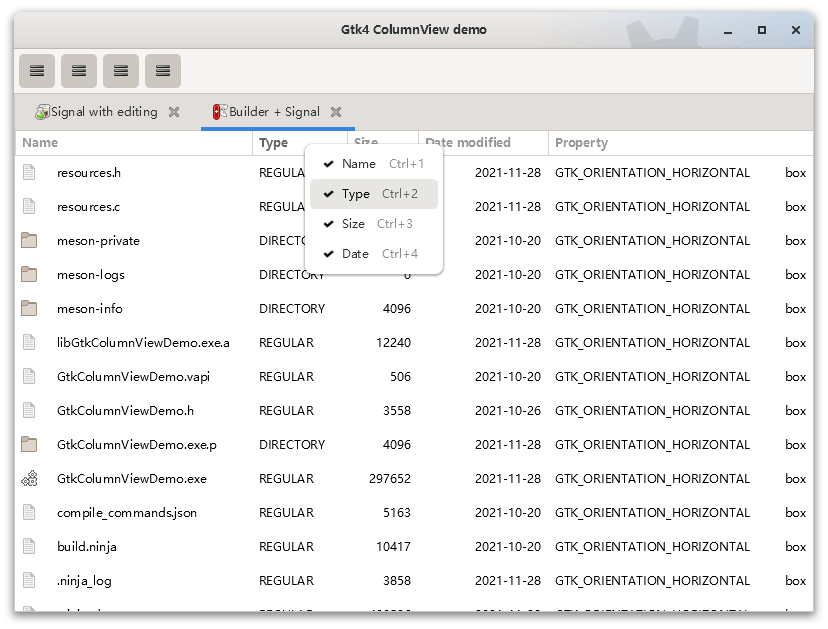 Gtk4 ColumnView demo
Signal with editing Builder + Signal
Name Type Size Date modified Property
Name Ctrl+1
Type Ctrl+2
Size Ctrl+3
Date Ctrl+4
resources.h 2021-11-28 GTK_ORIENTATION_HORIZONTAL box
resources.c 2021-11-28 GTK_ORIENTATION_HORIZONTAL box
meson-private 2021-10-20 GTK_ORIENTATION_HORIZONTAL box
meson-logs DIRECTORY 0 2021-10-20 GTK_ORIENTATION_HORIZONTAL box
meson-info DIRECTORY 4096 2021-10-20 GTK_ORIENTATION_HORIZONTAL box
libGtkColumnViewDemo.exe.a REGULAR 12240 2021-11-28 GTK_ORIENTATION_HORIZONTAL box
GtkColumnViewDemo.vapi REGULAR 506 2021-10-20 GTK_ORIENTATION_HORIZONTAL box
GtkColumnViewDemo.h REGULAR 3558 2021-10-26 GTK_ORIENTATION_HORIZONTAL box
GtkColumnViewDemo.exe.p DIRECTORY 4096 2021-11-28 GTK_ORIENTATION_HORIZONTAL box
GtkColumnViewDemo.exe REGULAR 297652 2021-11-28 GTK_ORIENTATION_HORIZONTAL box
compile_commands.json REGULAR 5163 2021-10-20 GTK_ORIENTATION_HORIZONTAL box
build.ninja REGULAR 10417 2021-10-20 GTK_ORIENTATION_HORIZONTAL box
.ninja_log REGULAR 3858 2021-11-28 GTK_ORIENTATION_HORIZONTAL box